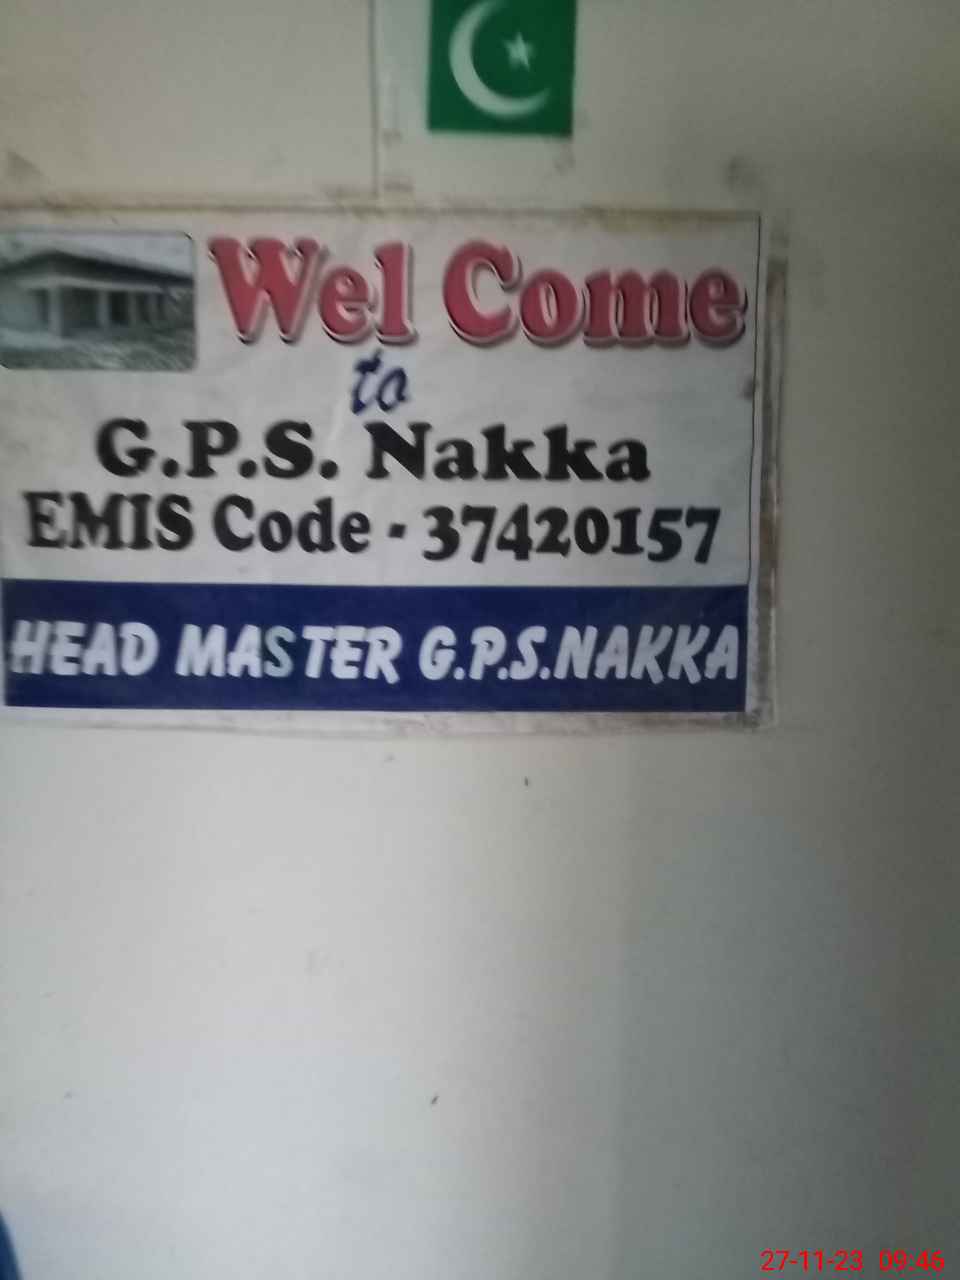 Wel Come
to
G.P.S. Nakka
EMIS Code - 37420157
HEAD MASTER G.P.S.NAKKA
27-11-23 09:46